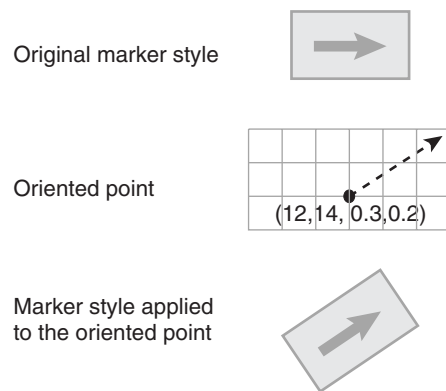 Original marker style
Oriented point
(12,14, 0.3,0.2)
Marker style applied
to the oriented point